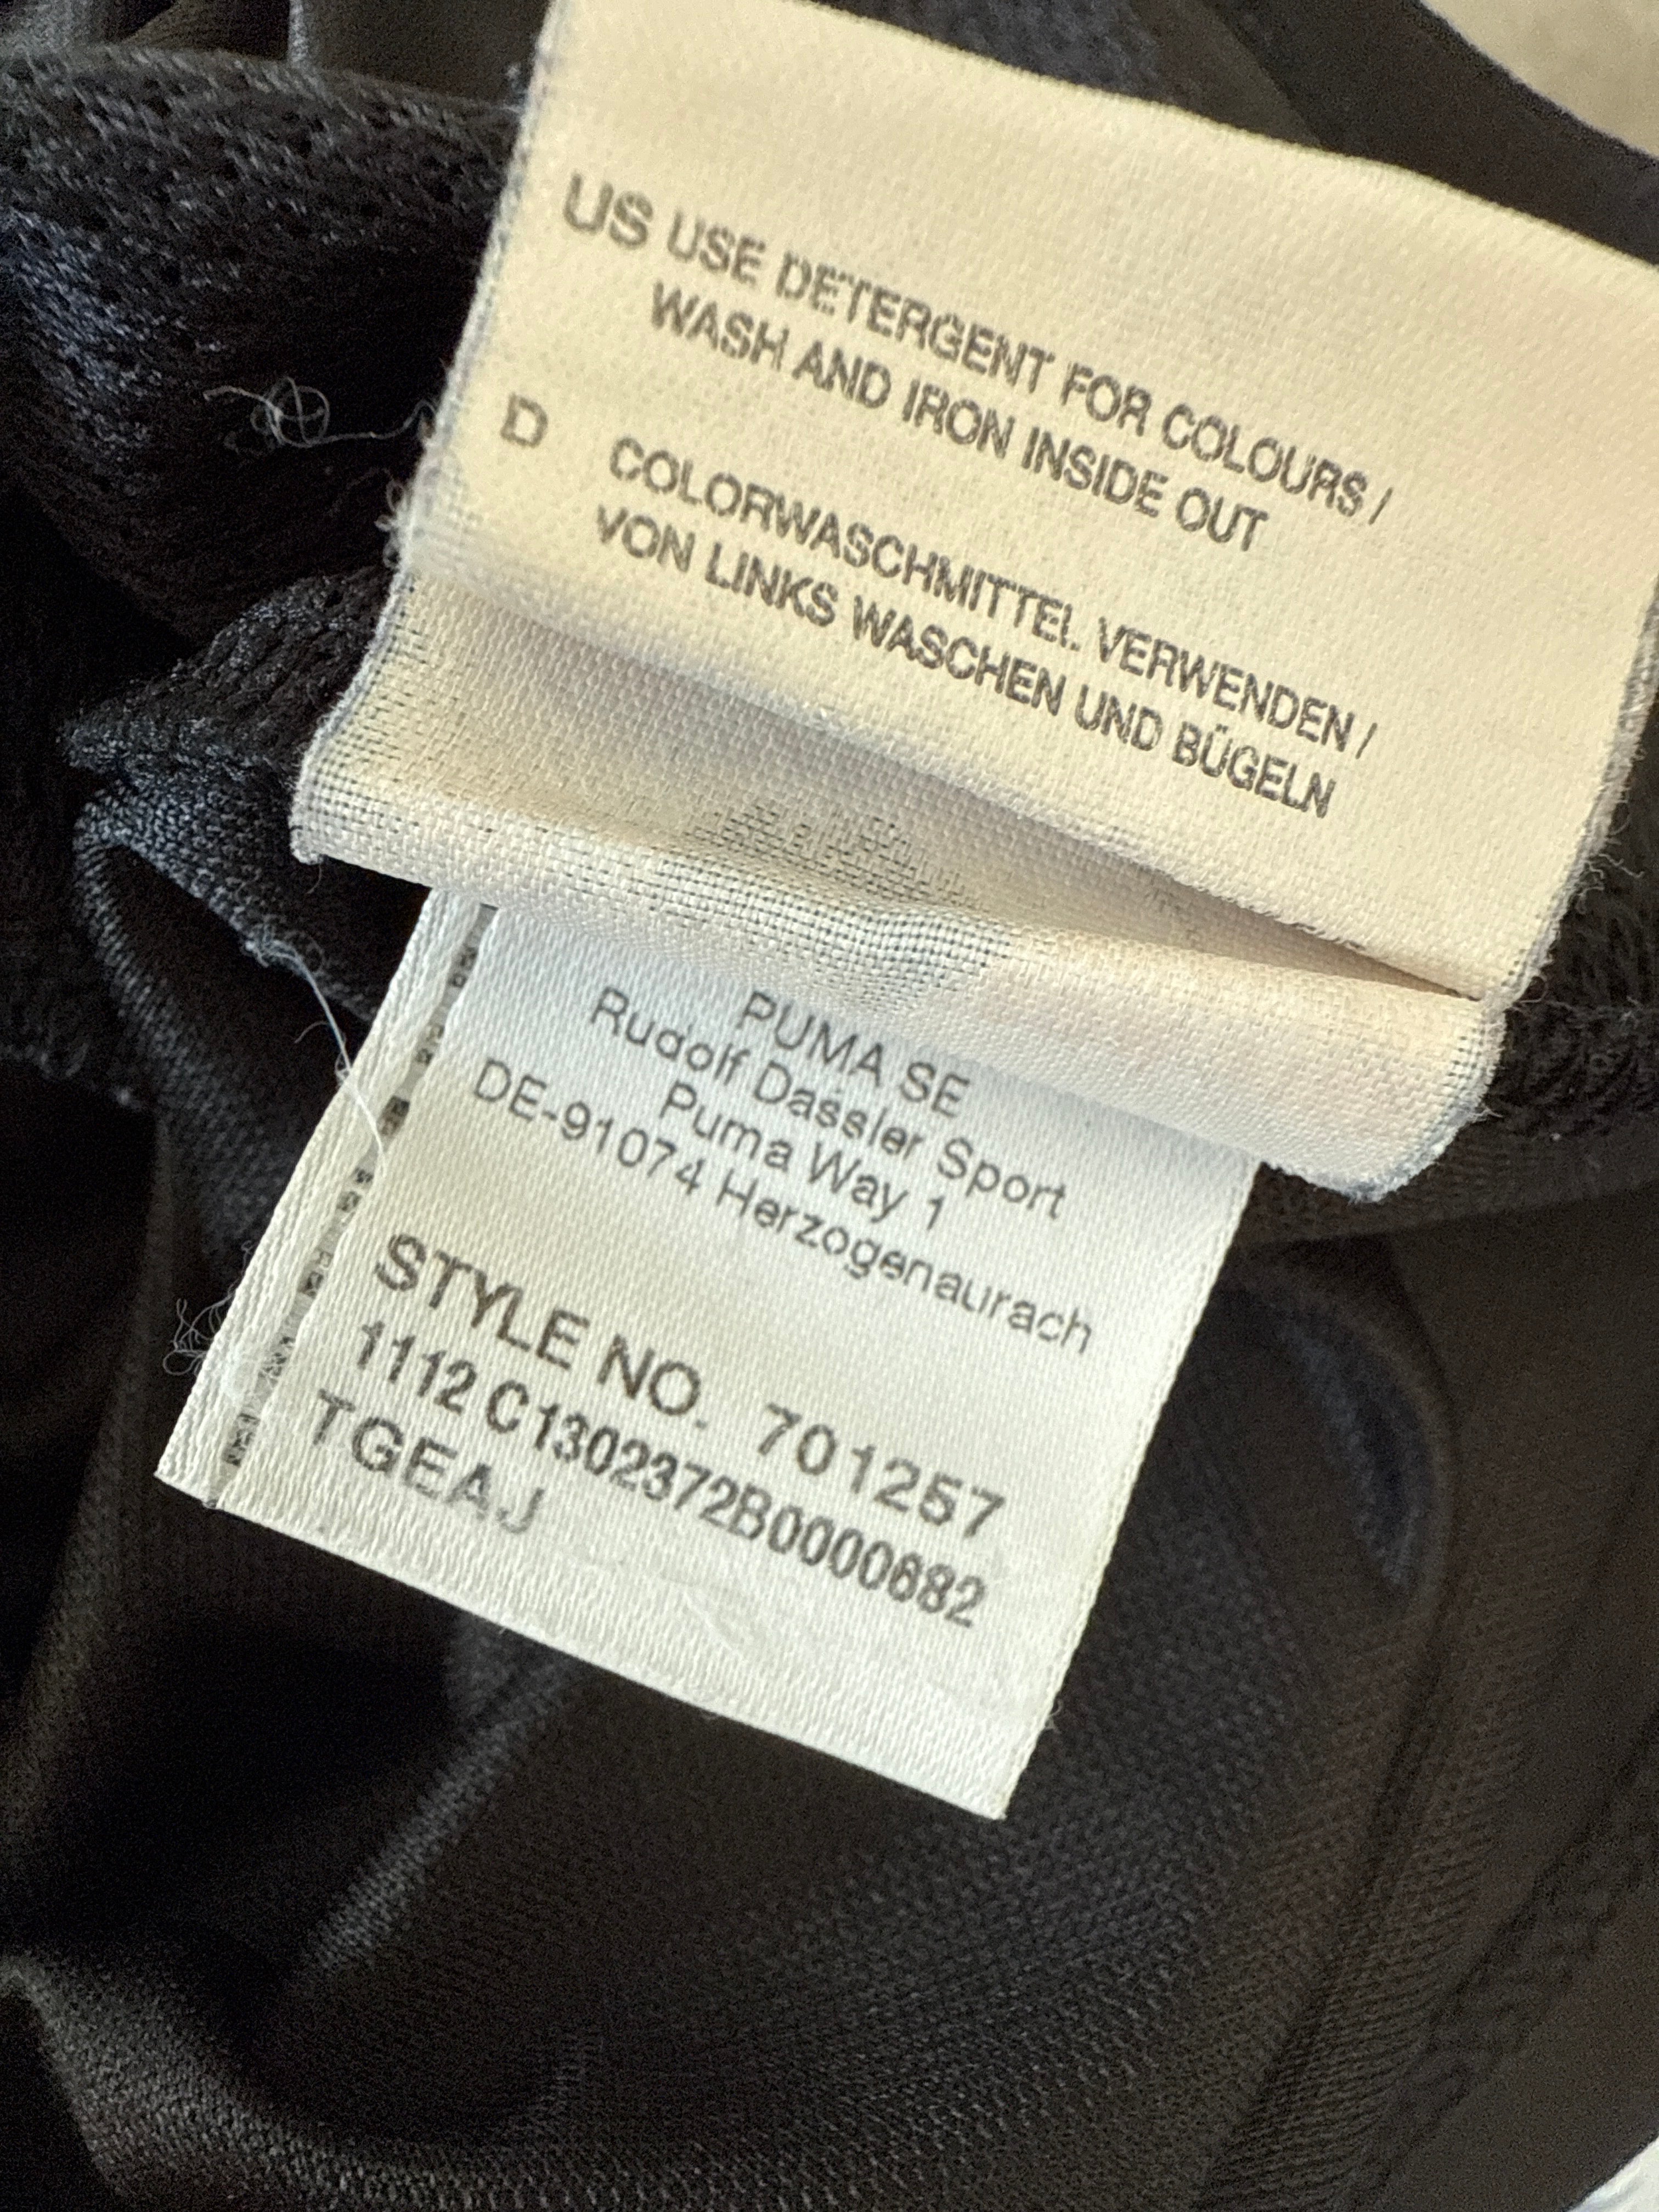 US USE DETERGENT FOR COLOURS /
WASH AND IRON INSIDE OUT
D COLORWASCHMITTEL VERWENDEN /
VON LINKS WASCHEN UND BÜGELN
PUMA SE
Rudolf Dassler Sport
Puma Way 1
DE-91074 Herzogenaurach
STYLE NO. 701257
1112 C1302372B0000682
TGEAJ